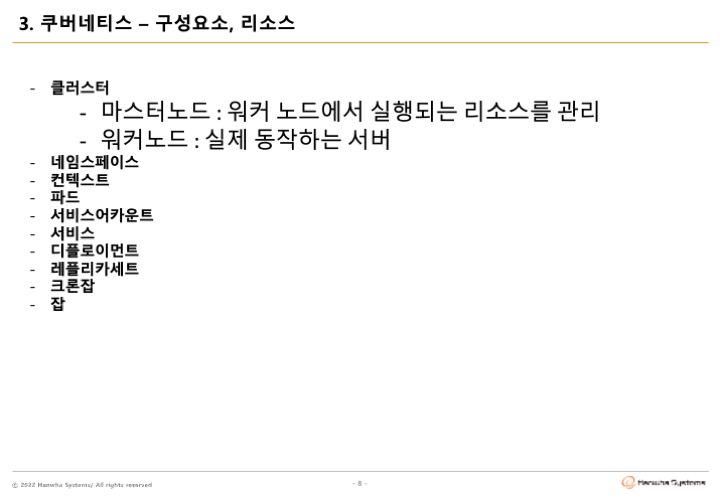 3. 쿠버네티스 – 구성요소, 리소스
- 클러스터
- 마스터노드 : 워커 노드에서 실행되는 리소스를 관리
- 워커노드 : 실제 동작하는 서버
- 네임스페이스
- 컨텍스트
- 파드
- 서비스어카운트
- 서비스
- 디플로이먼트
- 레플리카세트
- 크론잡
- 잡
© 2022 Hanwha Systems/ All rights reserved
- 8 -
Hanwha Systems